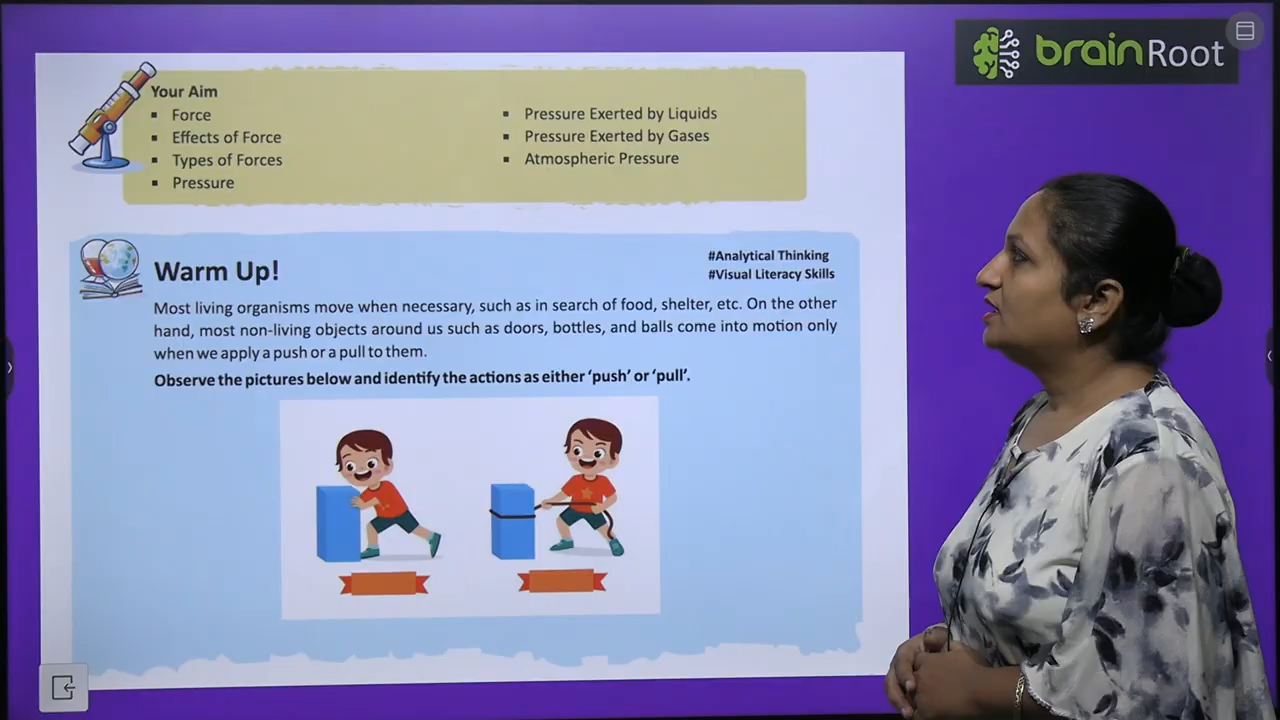 brainRoot
Your Aim
▪ Force
▪ Effects of Force
▪ Types of Forces
▪ Pressure
▪ Pressure Exerted by Liquids
▪ Pressure Exerted by Gases
▪ Atmospheric Pressure
Warm Up!
#Analytical Thinking
#Visual Literacy Skills
Most living organisms move when necessary, such as in search of food, shelter, etc. On the other
hand, most non-living objects around us such as doors, bottles, and balls come into motion only
when we apply a push or a pull to them.
Observe the pictures below and identify the actions as either ‘push’ or ‘pull’.